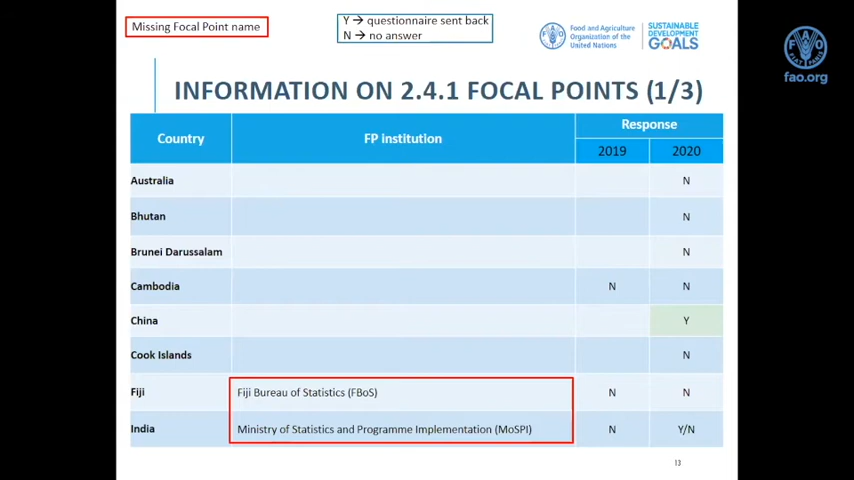 Missing Focal Point name
Y → questionnaire sent back
N → no answer
Food and Agriculture
Organization of the
United Nations
SUSTAINABLE
DEVELOPMENT
GOALS
FAO
FIAT PANIS
fao.org
INFORMATION ON 2.4.1 FOCAL POINTS (1/3)
Country FP institution Response
2019 2020
Australia N
Bhutan N
Brunei Darussalam N
Cambodia N N
China Y
Cook Islands N
Fiji Fiji Bureau of Statistics (FBoS) N N
India Ministry of Statistics and Programme Implementation (MoSPI) N Y/N
13